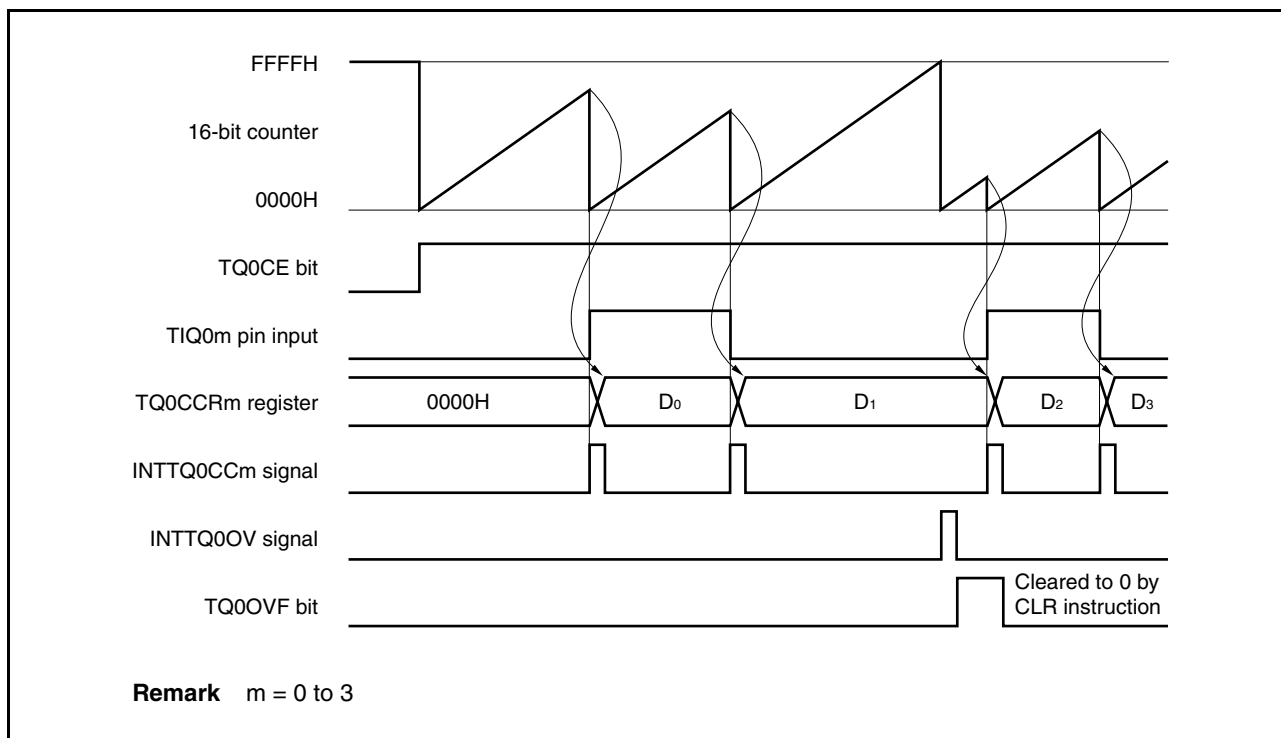 FFFFH
16-bit counter
0000H
TQ0CE bit
TIQ0m pin input
TQ0CCRm register
0000H
D0
D1
D2
D3
INTTQ0CCm signal
INTTQ0OV signal
TQ0OVF bit
Cleared to 0 by
CLR instruction
Remark m = 0 to 3